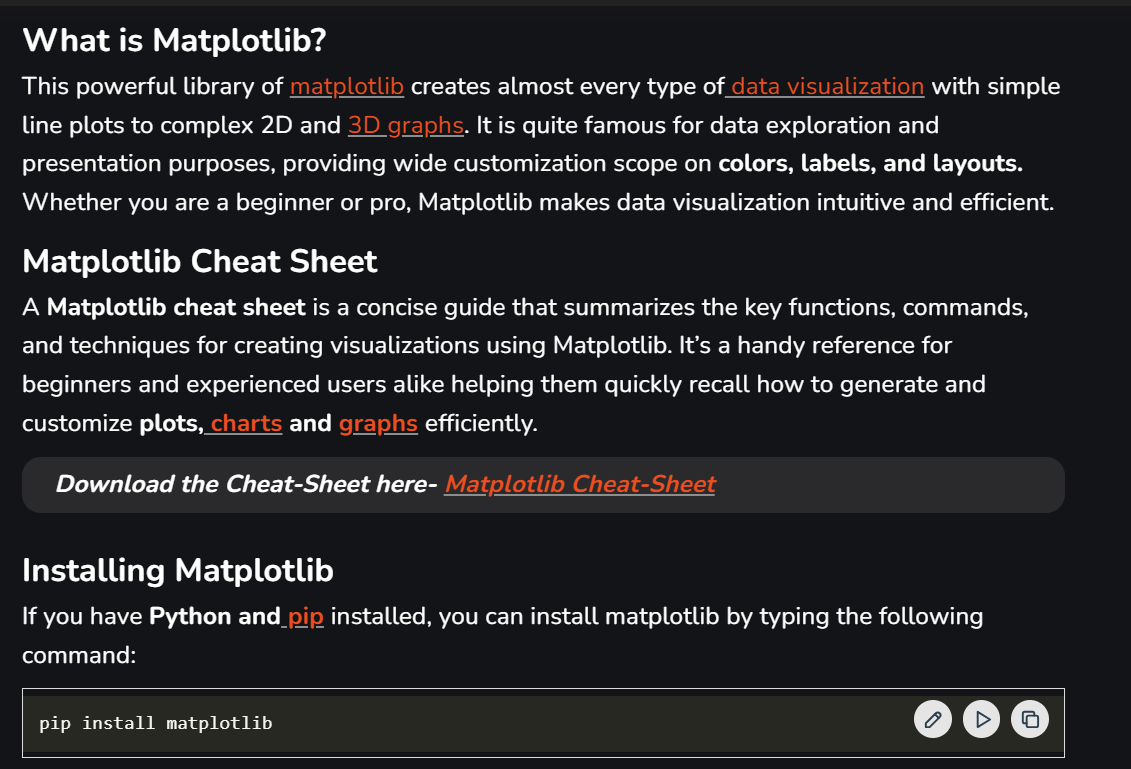 What is Matplotlib?
This powerful library of matplotlib creates almost every type of data visualization with simple
line plots to complex 2D and 3D graphs. It is quite famous for data exploration and
presentation purposes, providing wide customization scope on colors, labels, and layouts.
Whether you are a beginner or pro, Matplotlib makes data visualization intuitive and efficient.
Matplotlib Cheat Sheet
A Matplotlib cheat sheet is a concise guide that summarizes the key functions, commands,
and techniques for creating visualizations using Matplotlib. It’s a handy reference for
beginners and experienced users alike helping them quickly recall how to generate and
customize plots, charts and graphs efficiently.
Download the Cheat-Sheet here- Matplotlib Cheat-Sheet
Installing Matplotlib
If you have Python and pip installed, you can install matplotlib by typing the following
command:
pip install matplotlib